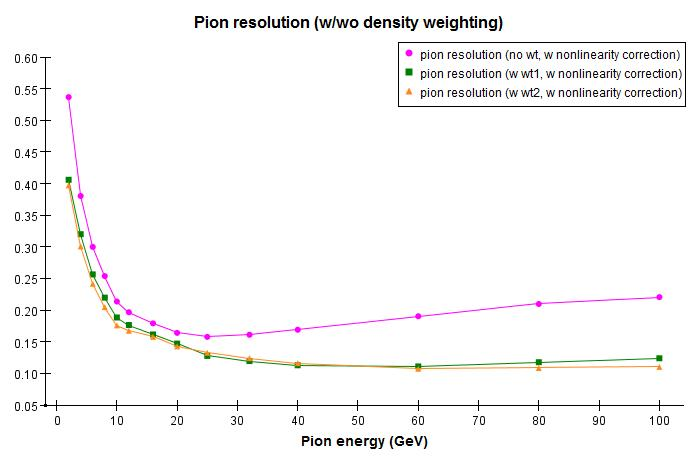 Pion resolution (w/wo density weighting)
pion resolution (no wt, w nonlinearity correction)
pion resolution (w wt1, w nonlinearity correction)
pion resolution (w wt2, w nonlinearity correction)
0.60
0.55
0.50
0.45
0.40
0.35
0.30
0.25
0.20
0.15
0.10
0.05
0 10 20 30 40 50 60 70 80 90 100
Pion energy (GeV)